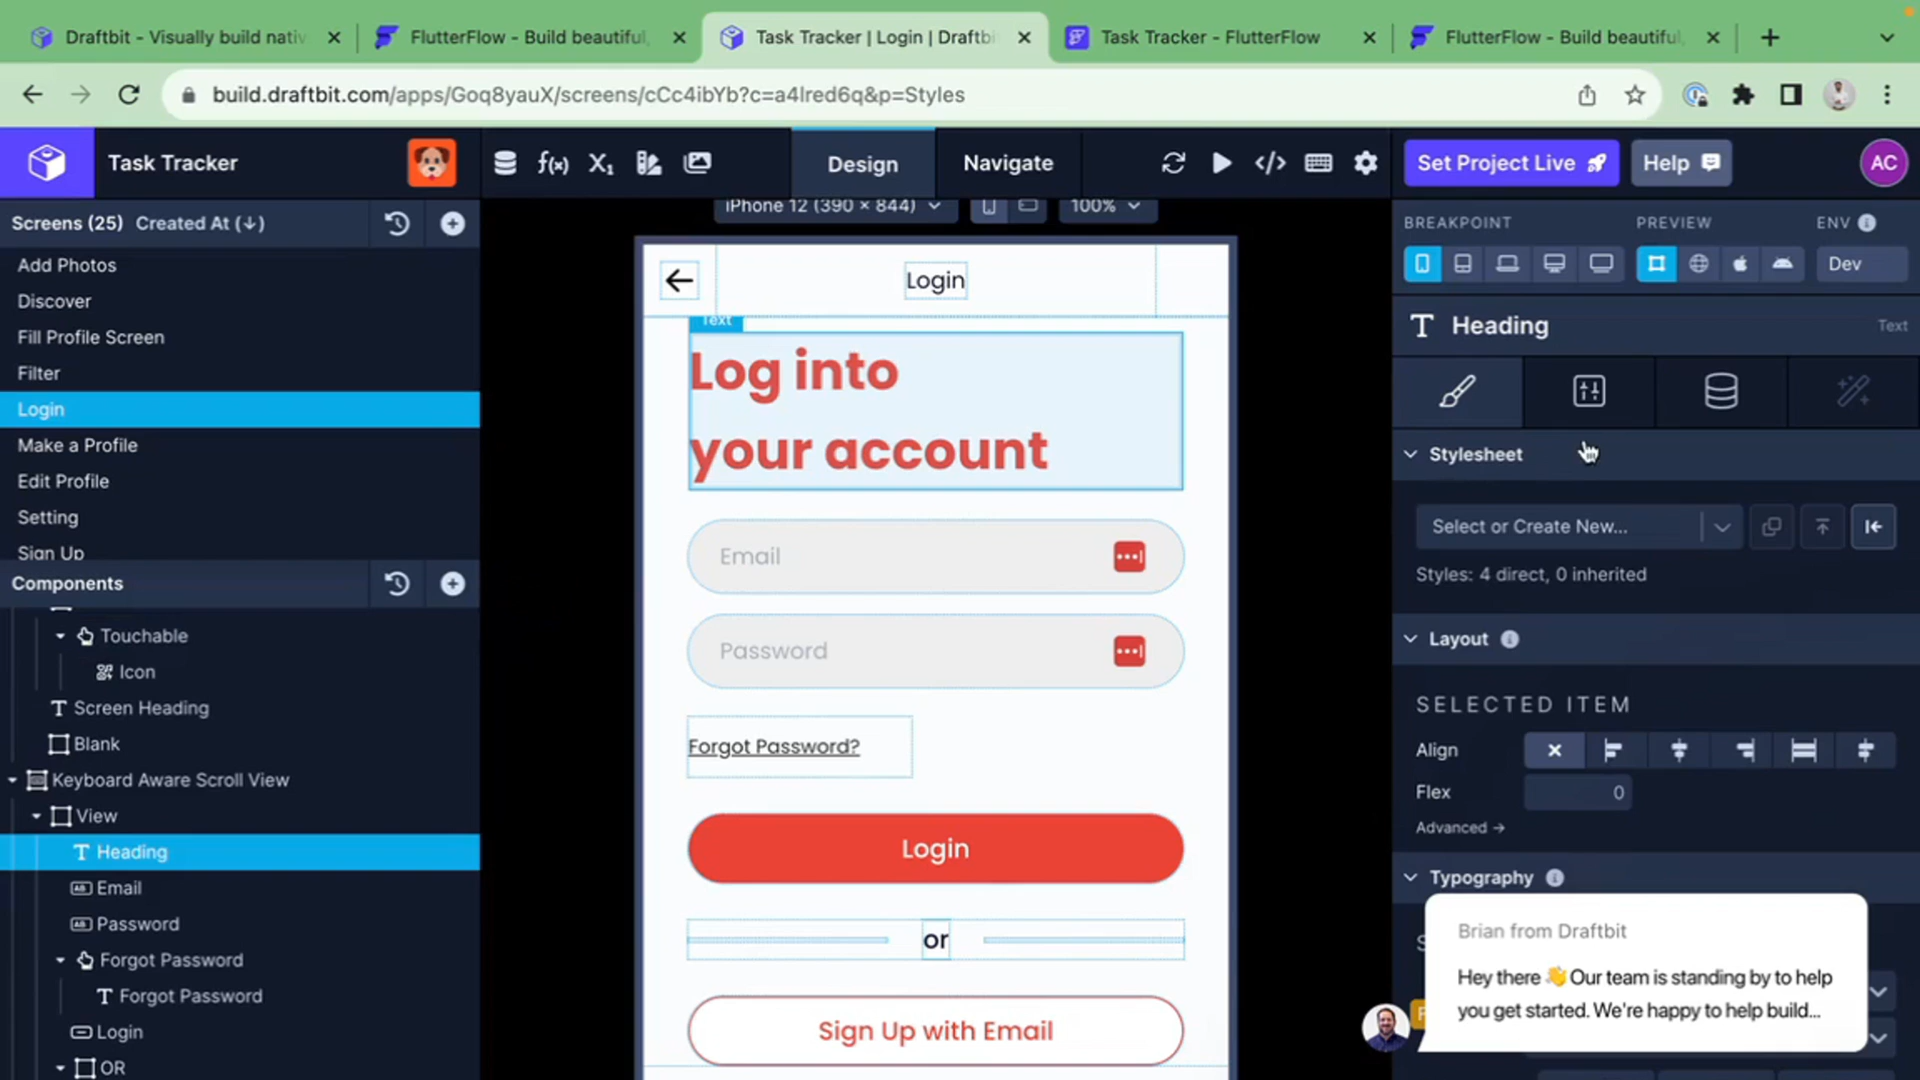 Draftbit - Visually build nativ
FlutterFlow - Build beautiful,
Task Tracker | Login | Draftbi
Task Tracker - FlutterFlow
FlutterFlow - Build beautiful,
build.draftbit.com/apps/Goq8yauX/screens/cCc4ibYb?c=a4lred6q&p=Styles
Task Tracker
f(x)
X₁
Design
Navigate
</>
Set Project Live
Help
AC
Screens (25) Created At (↓)
Add Photos
Discover
Fill Profile Screen
Filter
Login
Make a Profile
Edit Profile
Setting
Sign Up
Components
Touchable
Icon
Screen Heading
Blank
Keyboard Aware Scroll View
View
Heading
Email
Password
Forgot Password
Forgot Password
Login
OR
iPhone 12 (390 × 844)
100%
Login
Text
Log into
your account
Email
Password
Forgot Password?
Login
or
Sign Up with Email
BREAKPOINT
PREVIEW
ENV
Dev
Heading
Text
Stylesheet
Select or Create New...
Styles: 4 direct, 0 inherited
Layout
SELECTED ITEM
Align
Flex
0
Advanced →
Typography
Brian from Draftbit
Hey there 👋 Our team is standing by to help
you get started. We're happy to help build...